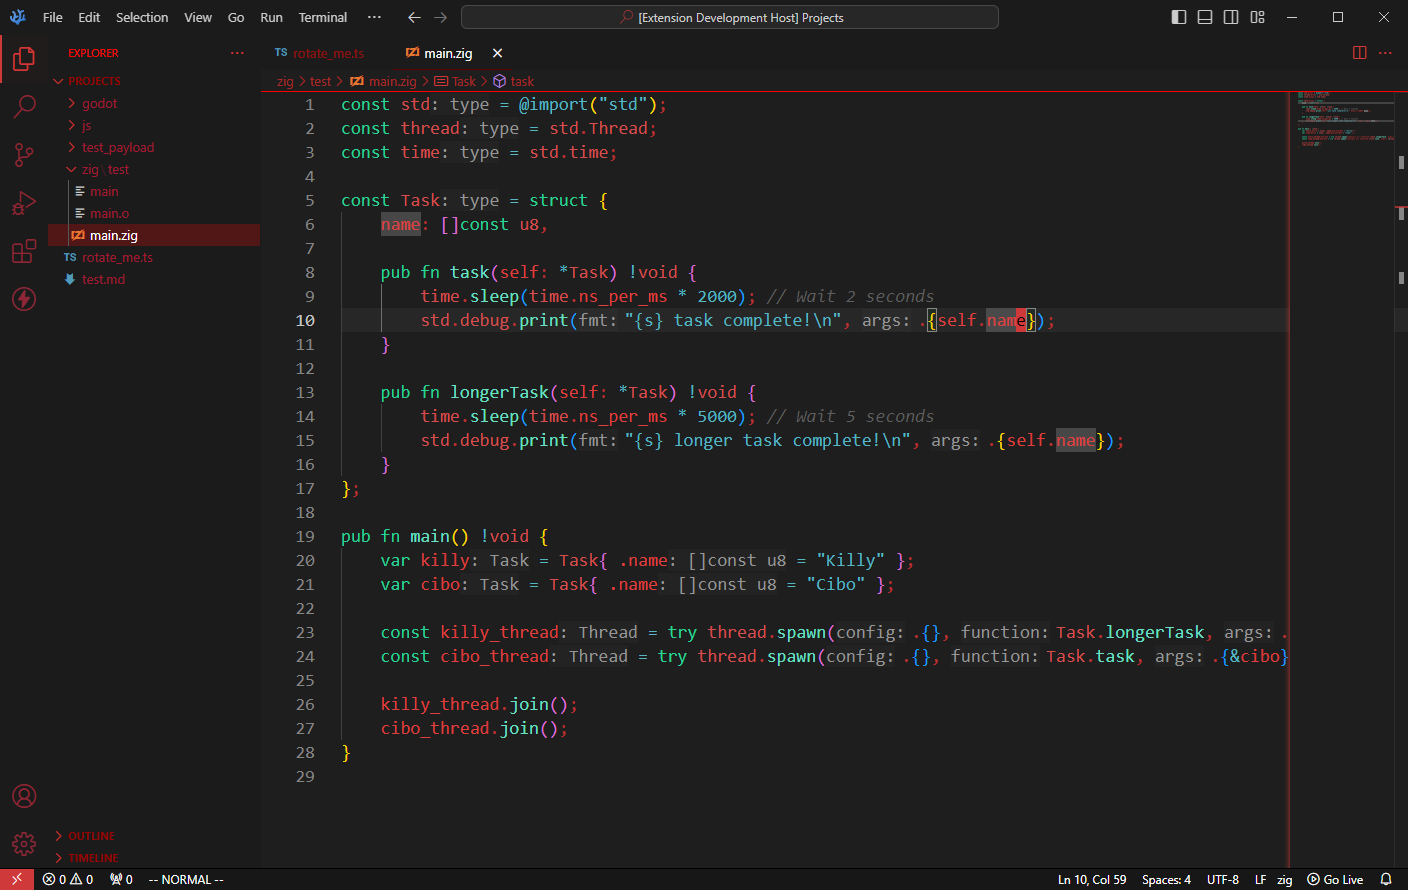 File Edit Selection View Go Run Terminal ··· [Extension Development Host] Projects
EXPLORER ···
PROJECTS
godot
js
test_payload
zig \ test
main
main.o
main.zig
TS rotate_me.ts
test.md
OUTLINE
TIMELINE
TS rotate_me.ts main.zig
zig > test > main.zig > Task > task
1 const std: type = @import("std");
2 const thread: type = std.Thread;
3 const time: type = std.time;
4
5 const Task: type = struct {
6 name: []const u8,
7
8 pub fn task(self: *Task) !void {
9 time.sleep(time.ns_per_ms * 2000); // Wait 2 seconds
10 std.debug.print(fmt: "{s} task complete!\n", args: .{self.name});
11 }
12
13 pub fn longerTask(self: *Task) !void {
14 time.sleep(time.ns_per_ms * 5000); // Wait 5 seconds
15 std.debug.print(fmt: "{s} longer task complete!\n", args: .{self.name});
16 }
17 };
18
19 pub fn main() !void {
20 var killy: Task = Task{ .name: []const u8 = "Killy" };
21 var cibo: Task = Task{ .name: []const u8 = "Cibo" };
22
23 const killy_thread: Thread = try thread.spawn(config: .{}, function: Task.longerTask, args: .
24 const cibo_thread: Thread = try thread.spawn(config: .{}, function: Task.task, args: .{&cibo}
25
26 killy_thread.join();
27 cibo_thread.join();
28 }
29
0 0 0 -- NORMAL -- Ln 10, Col 59 Spaces: 4 UTF-8 LF zig Go Live